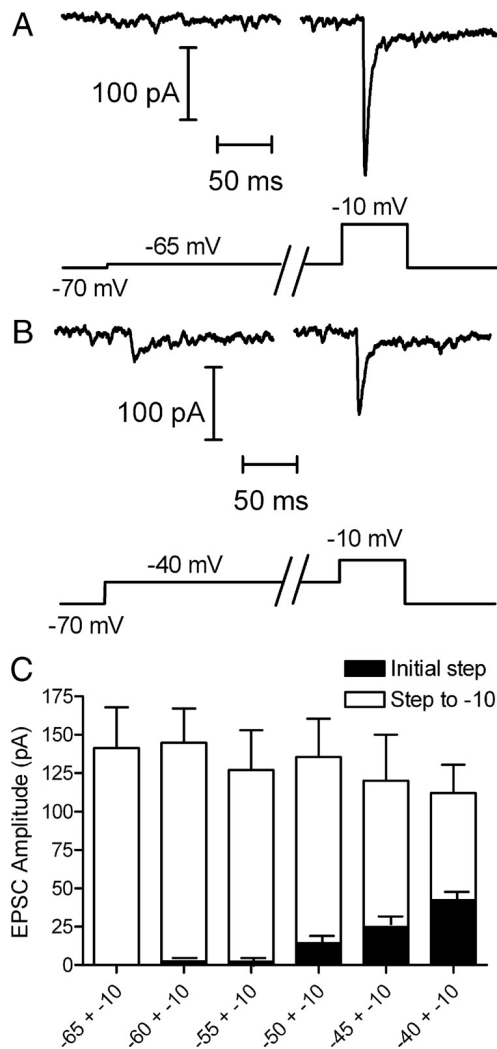 A
100 pA
50 ms
-10 mV
-65 mV
-70 mV
B
100 pA
50 ms
-10 mV
-40 mV
-70 mV
C
Initial step
Step to -10
EPSC Amplitude (pA)
175
150
125
100
75
50
25
0
-65 + -10
-60 + -10
-55 + -10
-50 + -10
-45 + -10
-40 + -10